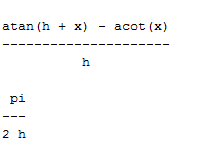 atan(h + x) - acot(x)
---------------------
h
pi
---
2 h